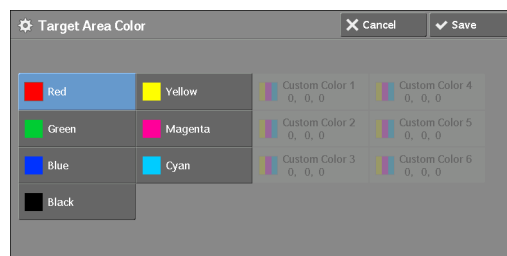 Target Area Color
Cancel
Save
Red
Yellow
Custom Color 1
0, 0, 0
Custom Color 4
0, 0, 0
Green
Magenta
Custom Color 2
0, 0, 0
Custom Color 5
0, 0, 0
Blue
Cyan
Custom Color 3
0, 0, 0
Custom Color 6
0, 0, 0
Black